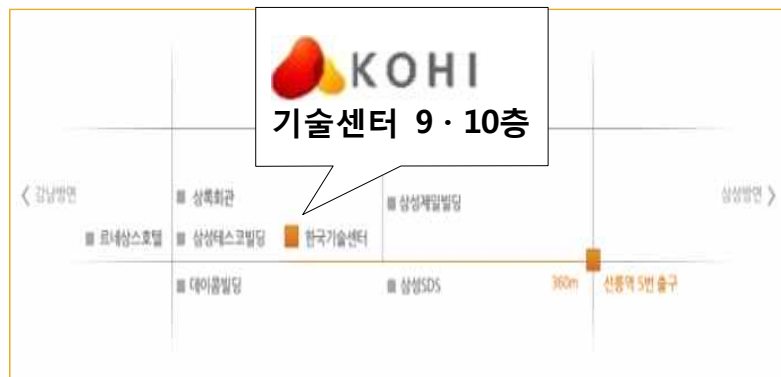 KOHI
기술센터 9 · 10층
< 강남방면
■ 상록회관
■ 삼성제일빌딩
삼성방면 >
■ 르네상스호텔
■ 삼성테스코빌딩
한국기술센터
■ 데이콤빌딩
■ 삼성SDS
360m
선릉역 5번 출구